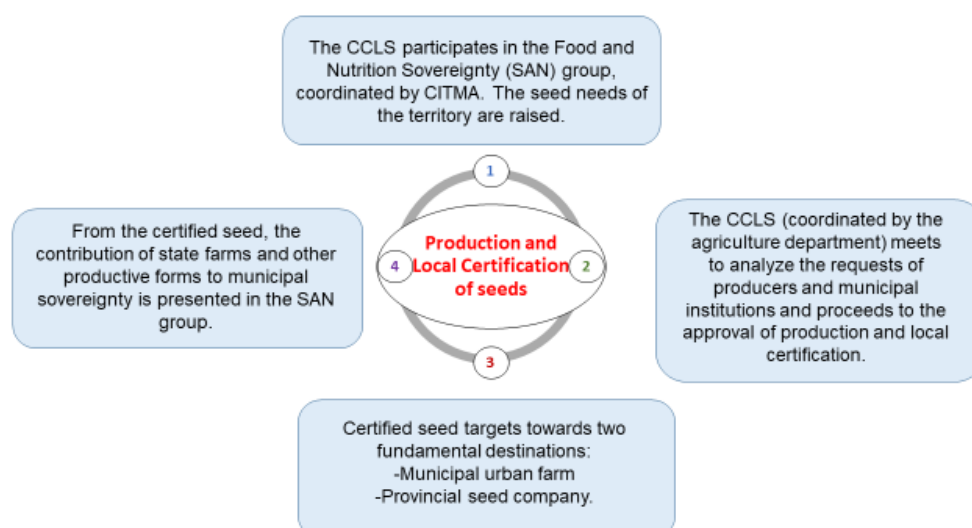 The CCLS participates in the Food and
Nutrition Sovereignty (SAN) group,
coordinated by CITMA. The seed needs of
the territory are raised.
1
From the certified seed, the
contribution of state farms and other
productive forms to municipal
sovereignty is presented in the SAN
group.
4
Production and
Local Certification
of seeds
2
The CCLS (coordinated by the
agriculture department) meets
to analyze the requests of
producers and municipal
institutions and proceeds to the
approval of production and local
certification.
3
Certified seed targets towards two
fundamental destinations:
-Municipal urban farm
-Provincial seed company.